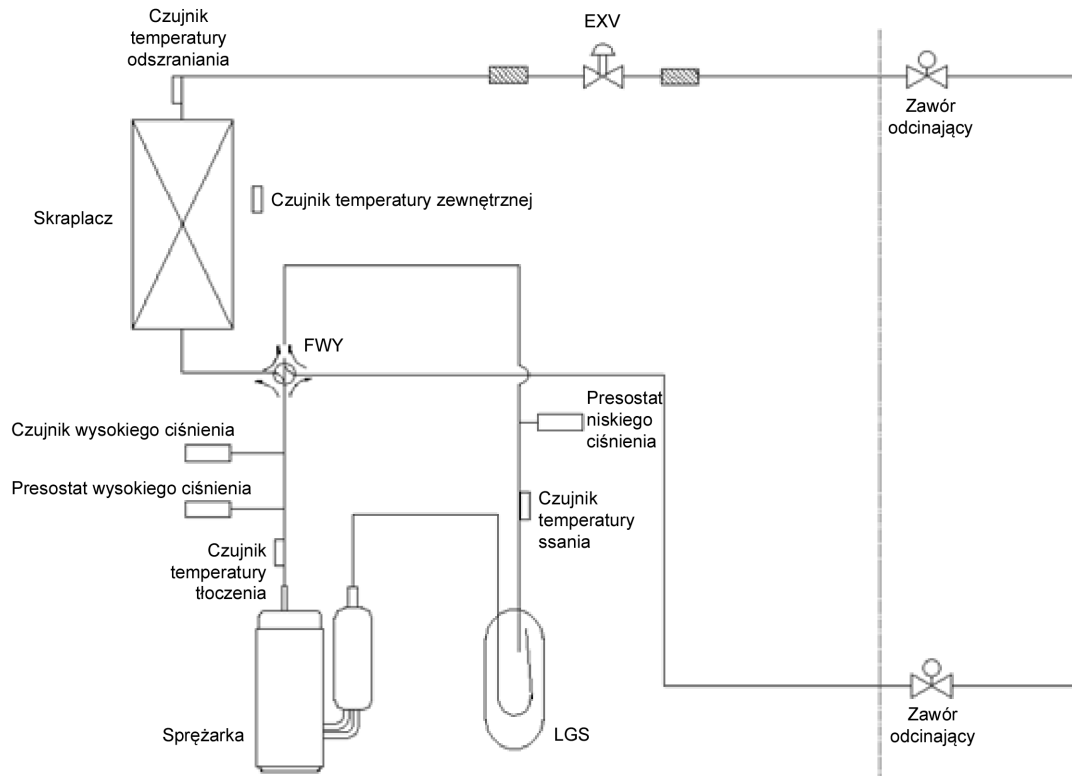 Czujnik
temperatury
odszraniania
EXV
Zawór
odcinający
Skraplacz
Czujnik temperatury zewnętrznej
FWY
Presostat
niskiego
ciśnienia
Czujnik wysokiego ciśnienia
Presostat wysokiego ciśnienia
Czujnik
temperatury
ssania
Czujnik
temperatury
tłoczenia
Sprężarka
LGS
Zawór
odcinający